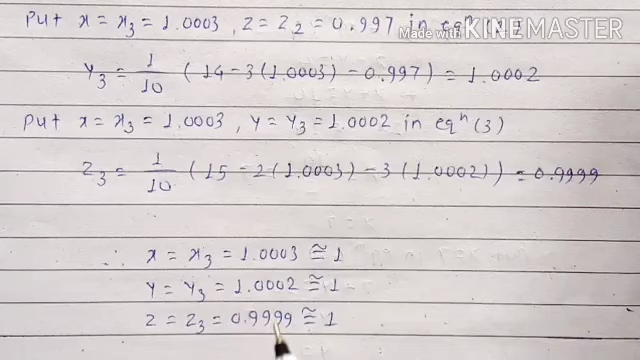 Put x = x₃ = 1.0003, z = z₂ = 0.997 in eqⁿ
Made with KINEMASTER
y₃ = 1/10 (14 - 3(1.0003) - 0.997) = 1.0002
Put x = x₃ = 1.0003, y = y₃ = 1.0002 in eqⁿ (3)
z₃ = 1/10 (15 - 2(1.0003) - 3(1.0002)) = 0.9999
∴ x = x₃ = 1.0003 ≅ 1
y = y₃ = 1.0002 ≅ 1
z = z₃ = 0.9999 ≅ 1